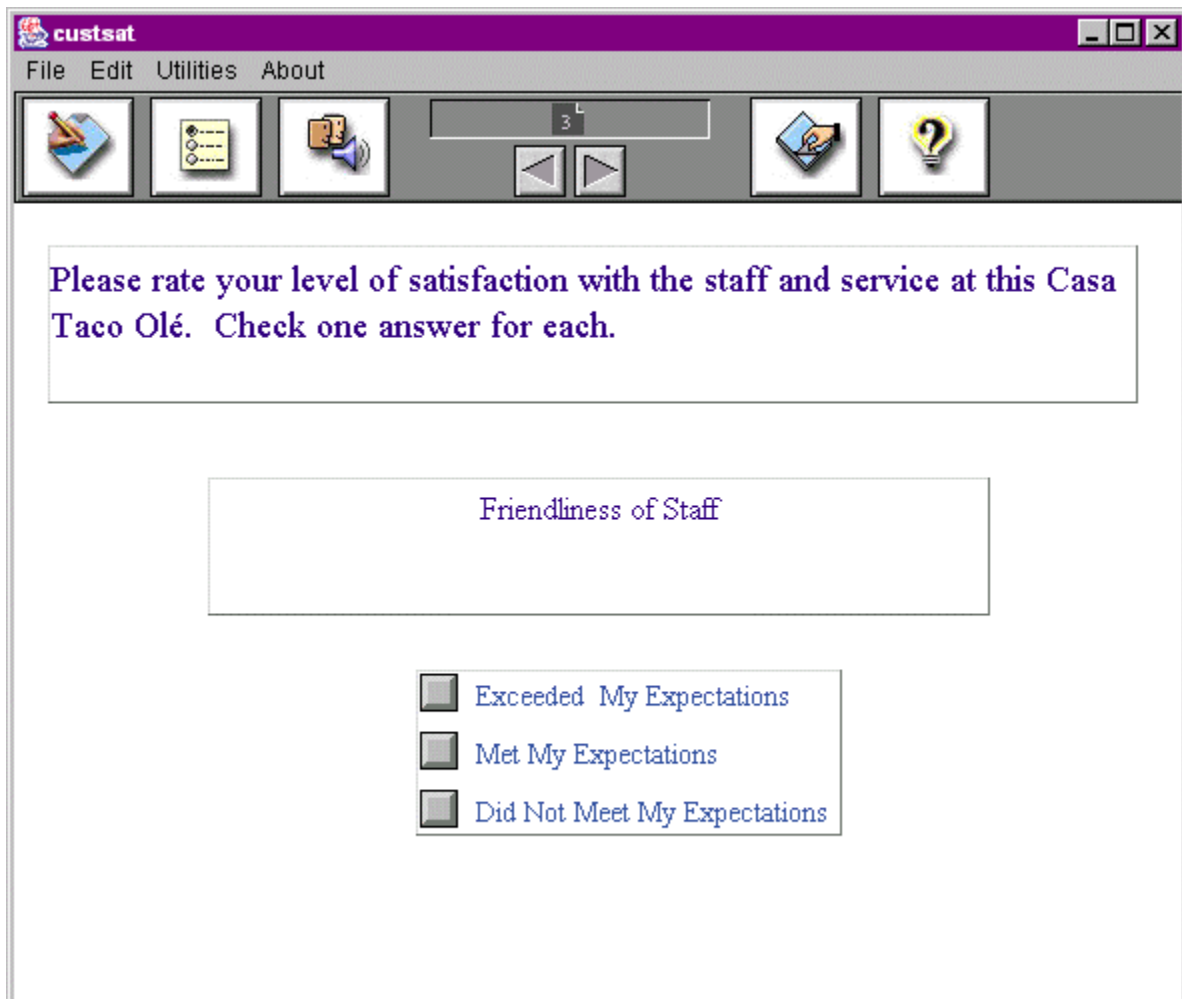 custsat
File Edit Utilities About
3
Please rate your level of satisfaction with the staff and service at this Casa
Taco Olé. Check one answer for each.
Friendliness of Staff
Exceeded My Expectations
Met My Expectations
Did Not Meet My Expectations